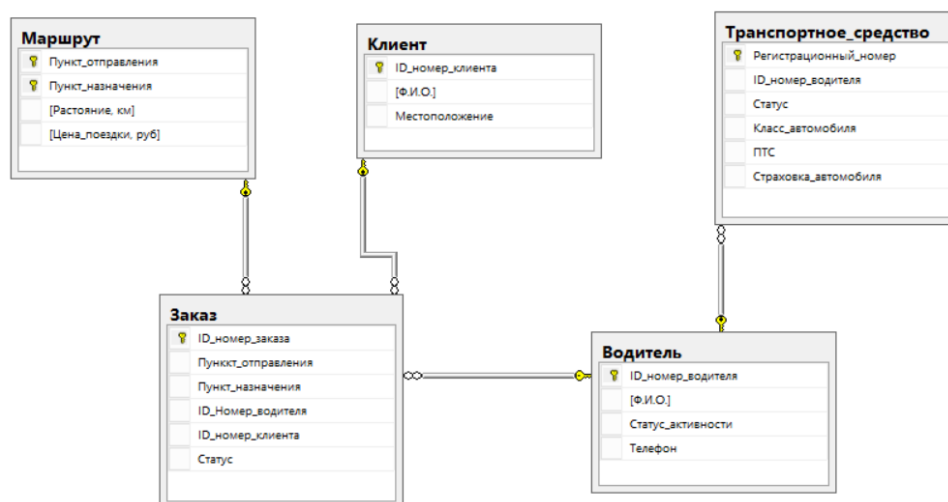 Маршрут
Пункт_отправления
Пункт_назначения
[Растояние, км]
[Цена_поездки, руб]
Клиент
ID_номер_клиента
[Ф.И.О.]
Местоположение
Транспортное_средство
Регистрационный_номер
ID_номер_водителя
Статус
Класс_автомобиля
ПТС
Страховка_автомобиля
Заказ
ID_номер_заказа
Пунккт_отправления
Пункт_назначения
ID_Номер_водителя
ID_номер_клиента
Статус
Водитель
ID_номер_водителя
[Ф.И.О.]
Статус_активности
Телефон